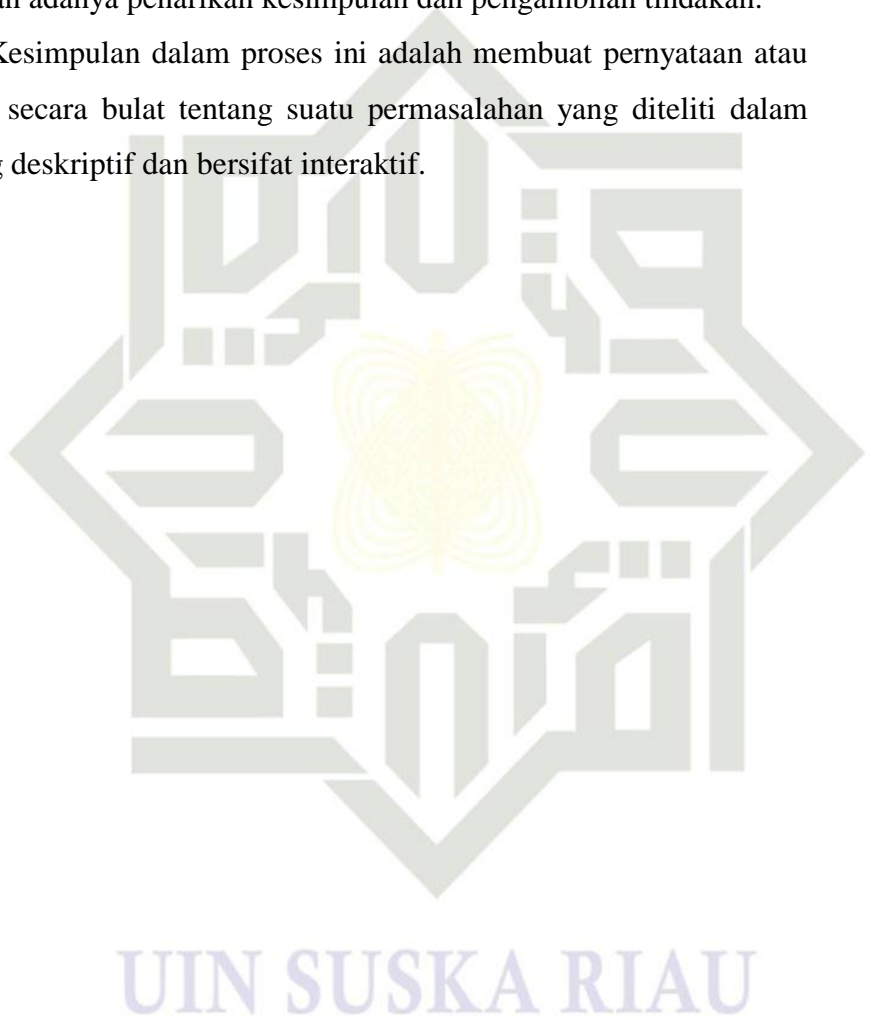 adanya penarikan kesimpulan dan pengambilan tindakan.
Kesimpulan dalam proses ini adalah membuat pernyataan atau
secara bulat tentang suatu permasalahan yang diteliti dalam
deskriptif dan bersifat interaktif.
UIN SUSKA RIAU